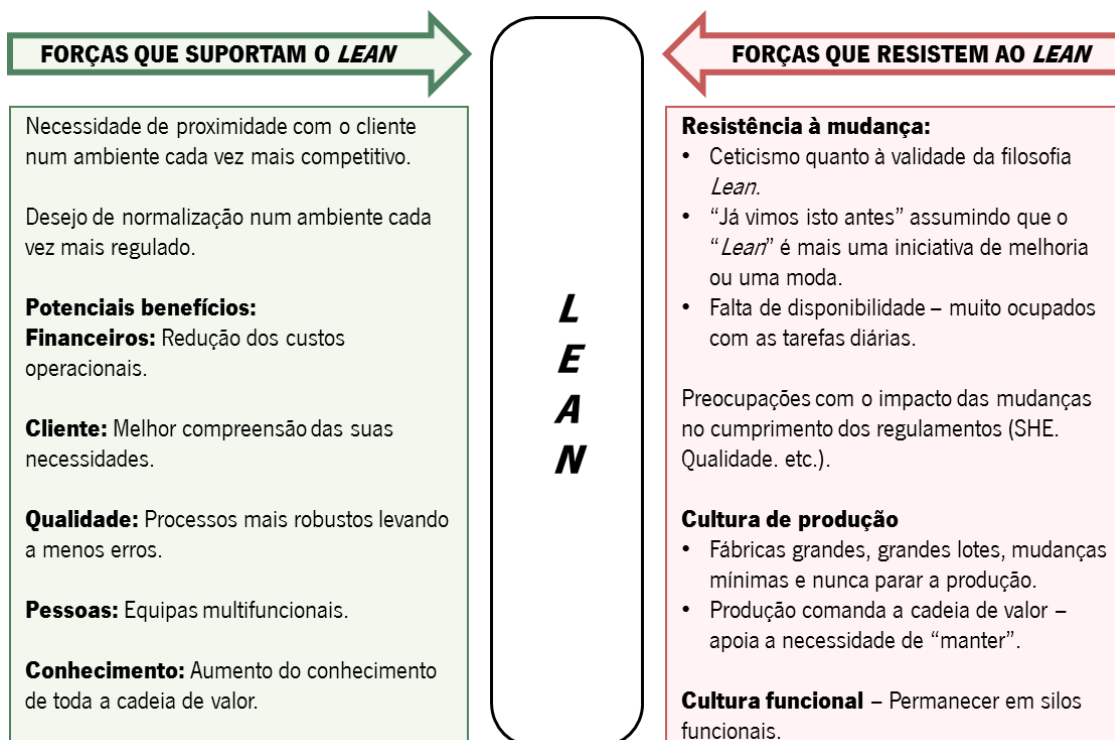 FORÇAS QUE SUPORTAM O LEAN
Necessidade de proximidade com o cliente
num ambiente cada vez mais competitivo.
Desejo de normalização num ambiente cada
vez mais regulado.
Potenciais benefícios:
Financeiros: Redução dos custos
operacionais.
Cliente: Melhor compreensão das suas
necessidades.
Qualidade: Processos mais robustos levando
a menos erros.
Pessoas: Equipas multifuncionais.
Conhecimento: Aumento do conhecimento
de toda a cadeia de valor.
L
E
A
N
FORÇAS QUE RESISTEM AO LEAN
Resistência à mudança:
• Ceticismo quanto à validade da filosofia
Lean.
• “Já vimos isto antes” assumindo que o
“Lean” é mais uma iniciativa de melhoria
ou uma moda.
• Falta de disponibilidade – muito ocupados
com as tarefas diárias.
Preocupações com o impacto das mudanças
no cumprimento dos regulamentos (SHE.
Qualidade. etc.).
Cultura de produção
• Fábricas grandes, grandes lotes, mudanças
mínimas e nunca parar a produção.
• Produção comanda a cadeia de valor –
apoia a necessidade de “manter”.
Cultura funcional – Permanecer em silos
funcionais.